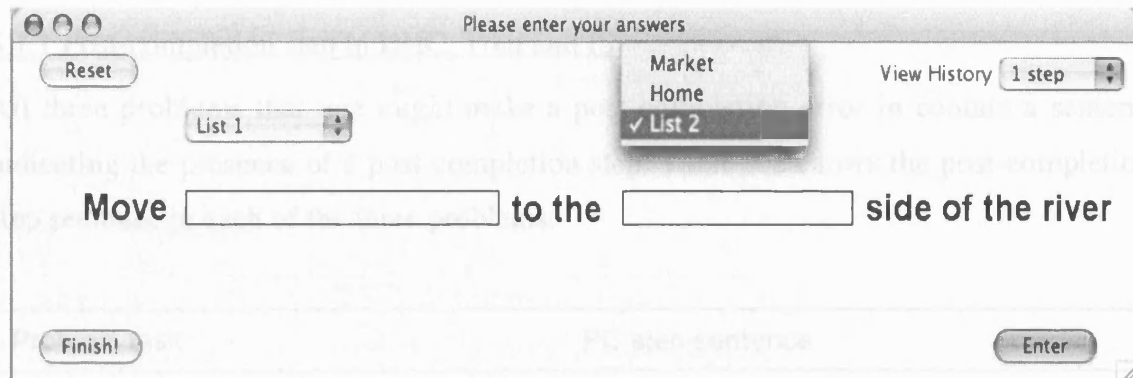 Please enter your answers
Reset
Market
Home
✓ List 2
View History 1 step
List 1
Move to the side of the river
Finish!
Enter